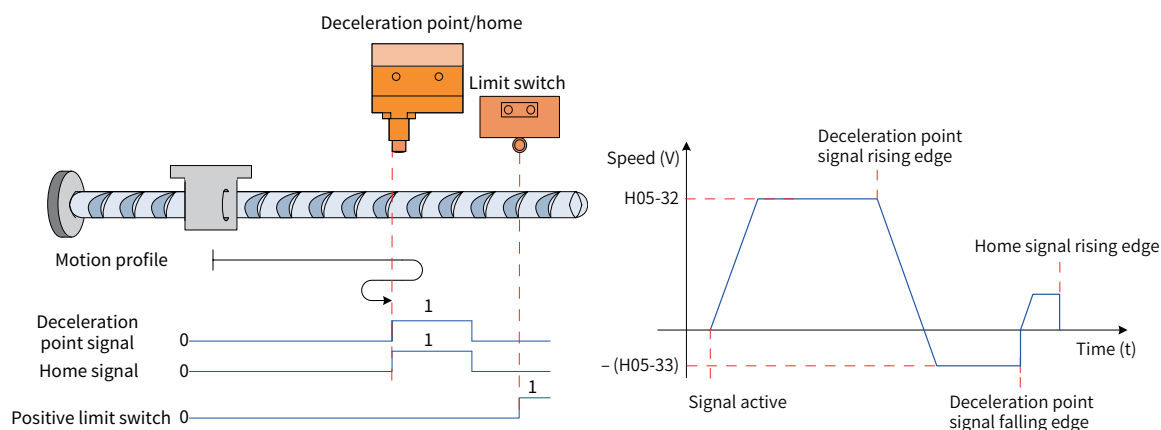 Deceleration point/home
Limit switch
Motion profile
1
Deceleration
point signal
0
1
Home signal
0
1
Positive limit switch
0
Speed (V)
Deceleration point
signal rising edge
H05-32
Home signal rising edge
Time (t)
– (H05-33)
Signal active
Deceleration point
signal falling edge